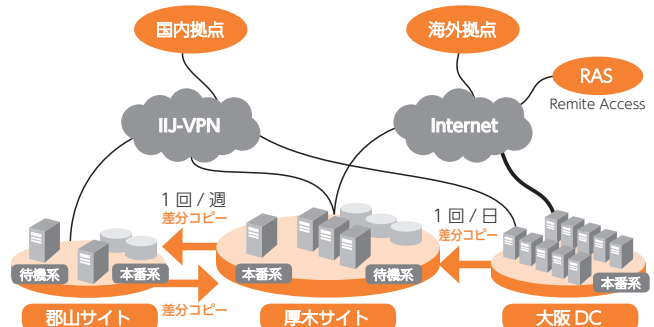 国内拠点
海外拠点
RAS
Remite Access
IIJ-VPN
Internet
1回/週
差分コピー
1回/日
差分コピー
待機系
本番系
本番系
待機系
本番系
差分コピー
郡山サイト
厚木サイト
大阪DC